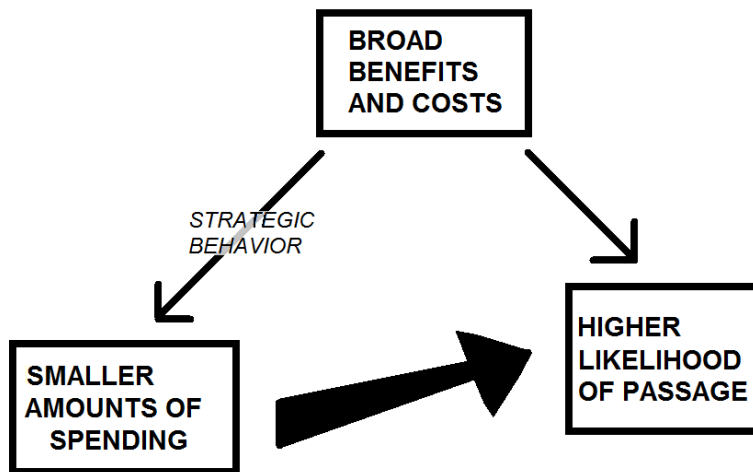 BROAD
BENEFITS
AND COSTS
STRATEGIC
BEHAVIOR
SMALLER
AMOUNTS OF
SPENDING
HIGHER
LIKELIHOOD
OF PASSAGE